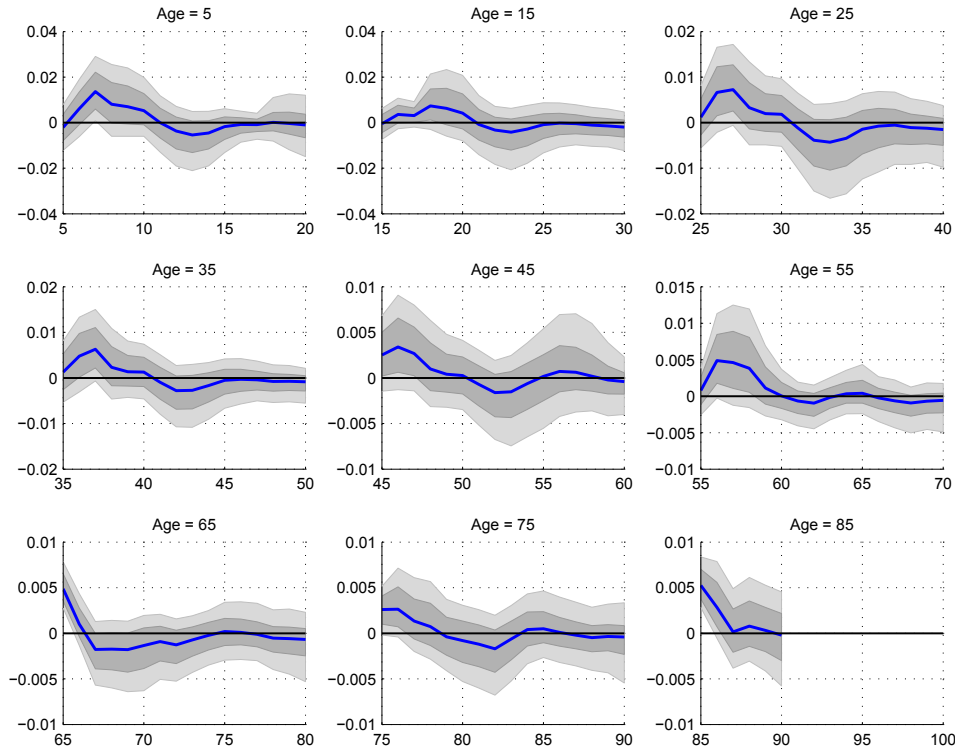 Age = 5
0.04
0.02
0
−0.02
−0.04
5 10 15 20
Age = 15
0.04
0.02
0
−0.02
−0.04
15 20 25 30
Age = 25
0.02
0.01
0
−0.01
−0.02
25 30 35 40
Age = 35
0.02
0.01
0
−0.01
−0.02
35 40 45 50
Age = 45
0.01
0.005
0
−0.005
−0.01
45 50 55 60
Age = 55
0.015
0.01
0.005
0
−0.005
−0.01
55 60 65 70
Age = 65
0.01
0.005
0
−0.005
−0.01
65 70 75 80
Age = 75
0.01
0.005
0
−0.005
−0.01
75 80 85 90
Age = 85
0.01
0.005
0
−0.005
−0.01
85 90 95 100